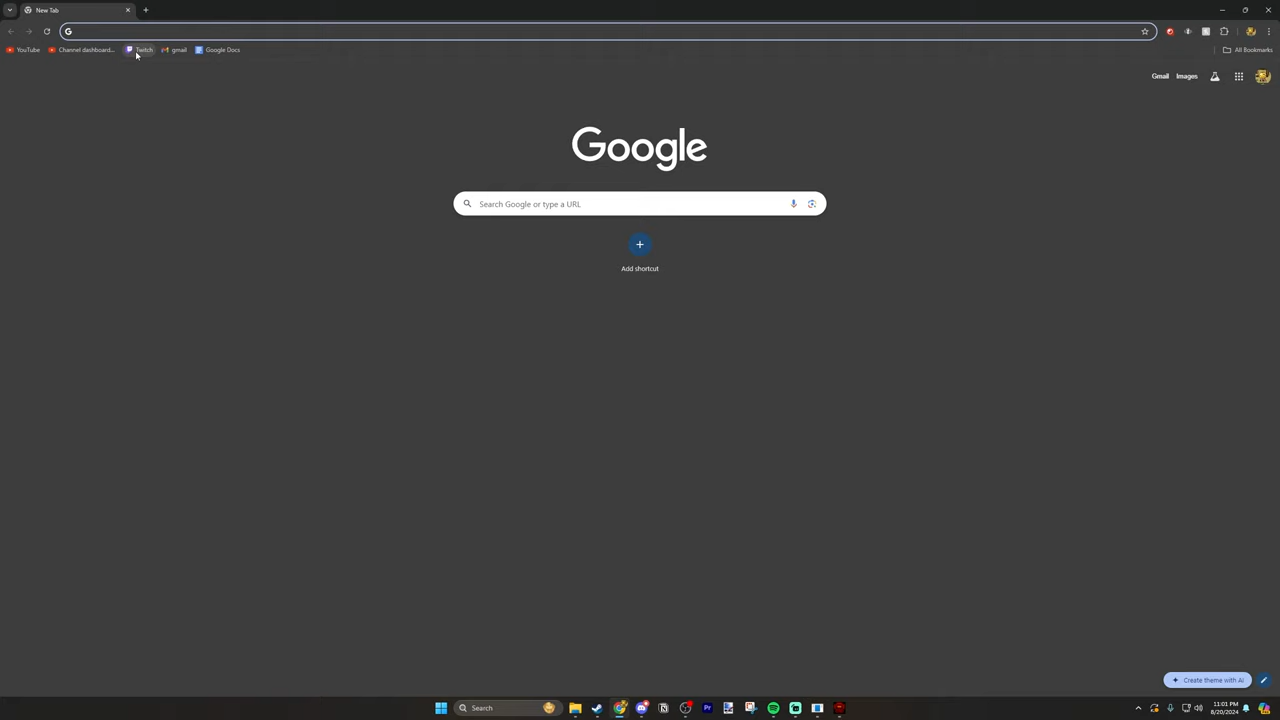 New Tab
YouTube
Channel dashboard...
Twitch
gmail
Google Docs
All Bookmarks
Gmail
Images
Google
Search Google or type a URL
Add shortcut
Create theme with AI
Search
11:01 PM
8/20/2024